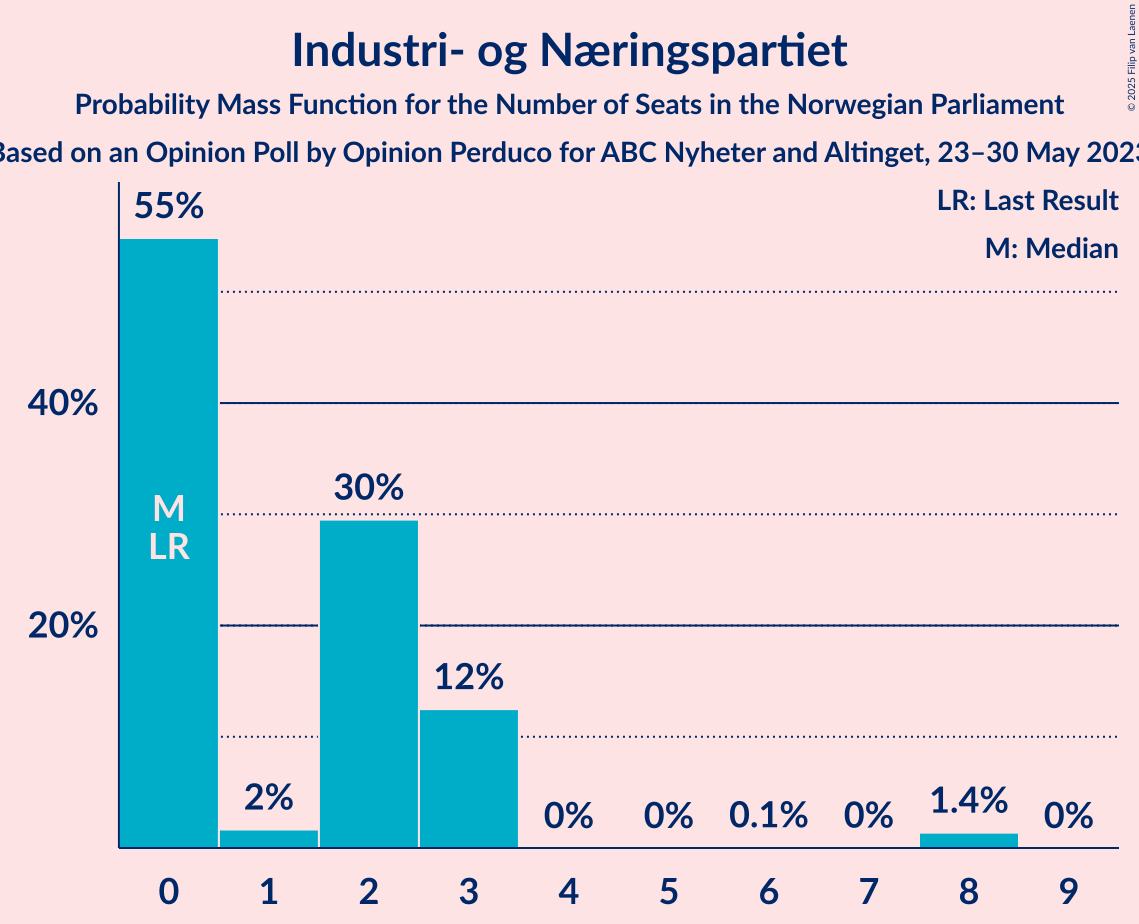 Industri- og Næringspartiet
Probability Mass Function for the Number of Seats in the Norwegian Parliament
Based on an Opinion Poll by Opinion Perduco for ABC Nyheter and Altinget, 23–30 May 2023
© 2025 Filip van Laenen
LR: Last Result
M: Median
55%
40%
30%
M
LR
20%
12%
2%
0%
0%
0.1%
0%
1.4%
0%
0 1 2 3 4 5 6 7 8 9